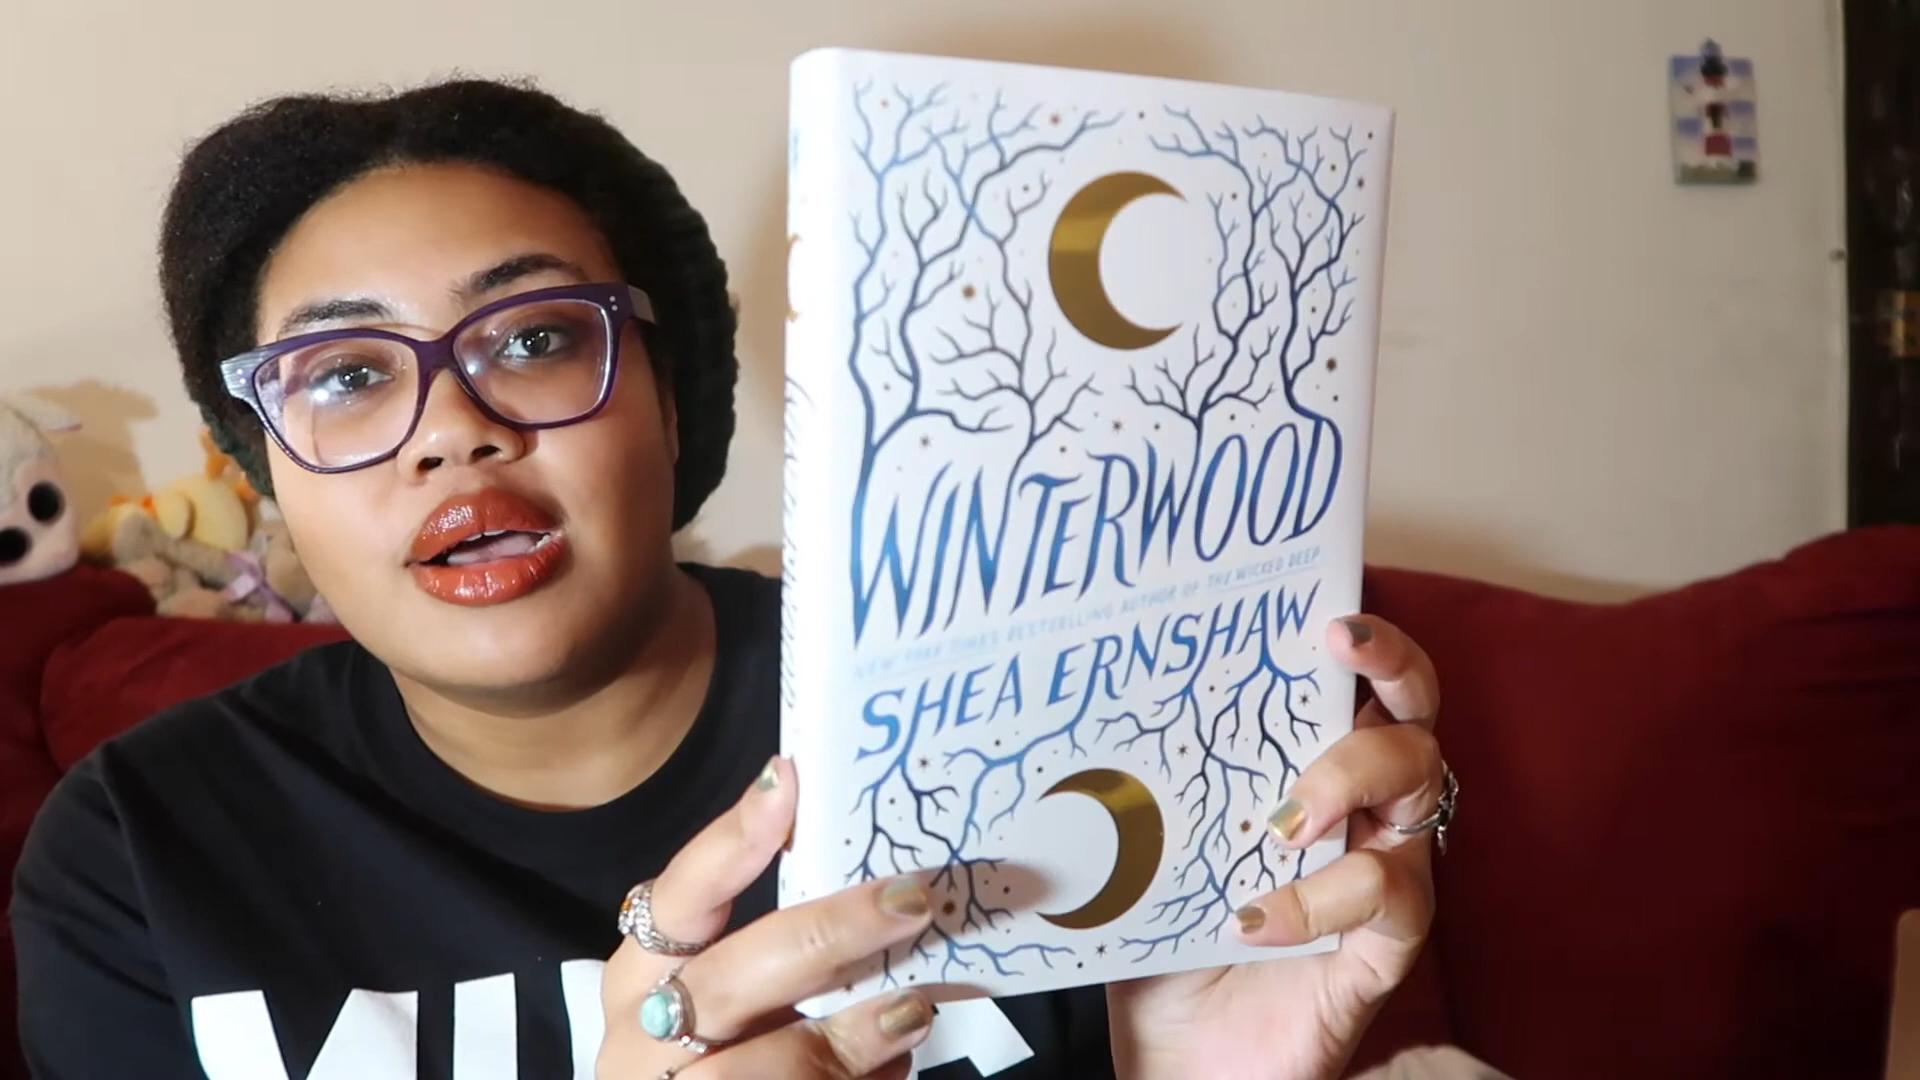 WINTERWOOD
NEW YORK TIMES BESTSELLING AUTHOR OF THE WICKED DEEP
SHEA ERNSHAW